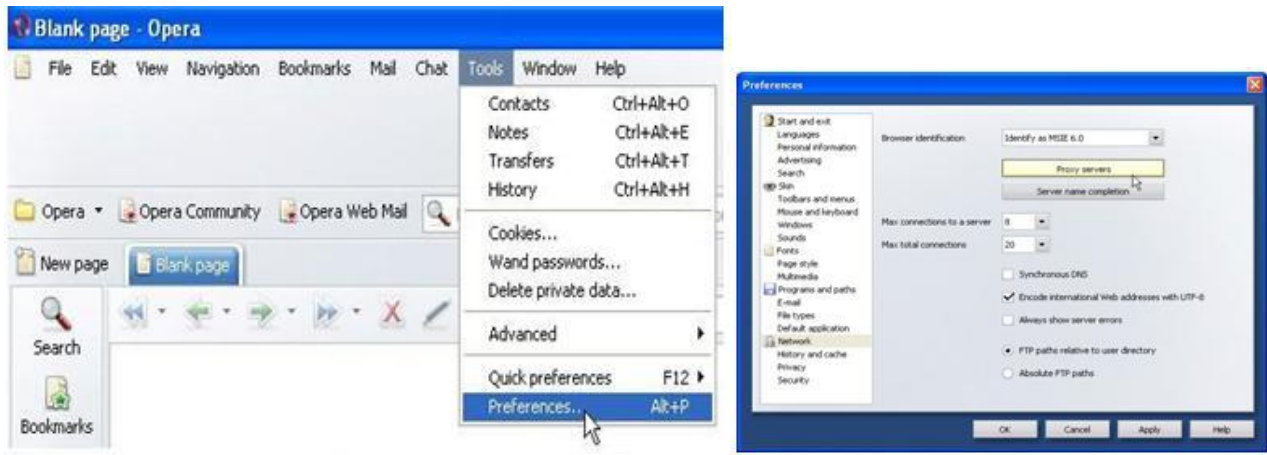 Blank page - Opera
File Edit View Navigation Bookmarks Mail Chat Tools Window Help
Contacts Ctrl+Alt+O
Notes Ctrl+Alt+E
Transfers Ctrl+Alt+T
History Ctrl+Alt+H
Cookies...
Wand passwords...
Delete private data...
Advanced
Quick preferences F12
Preferences... Alt+P
Opera Opera Community Opera Web Mail
New page Blank page
Search
Bookmarks
Preferences
Start and exit
Languages
Personal information
Advertising
Search
Skin
Toolbars and menus
Mouse and keyboard
Windows
Sounds
Fonts
Page style
Multimedia
Programs and paths
E-mail
File types
Default application
Network
History and cache
Privacy
Security
Browser identification Identify as MSIE 6.0
Proxy servers
Server name completion
Max connections to a server 8
Max total connections 20
Synchronous DNS
Encode international Web addresses with UTF-8
Always show server errors
FTP paths relative to user directory
Absolute FTP paths
OK Cancel Apply Help